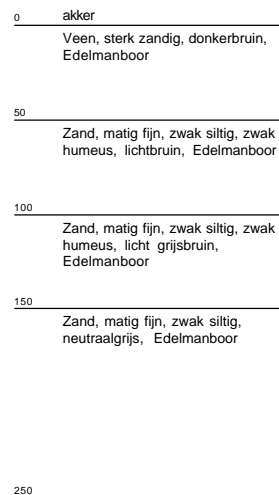 0 akker
Veen, sterk zandig, donkerbruin,
Edelmanboor
50
Zand, matig fijn, zwak siltig, zwak
humeus, lichtbruin, Edelmanboor
100
Zand, matig fijn, zwak siltig, zwak
humeus, licht grijsbruin,
Edelmanboor
150
Zand, matig fijn, zwak siltig,
neutraalgrijs, Edelmanboor
250